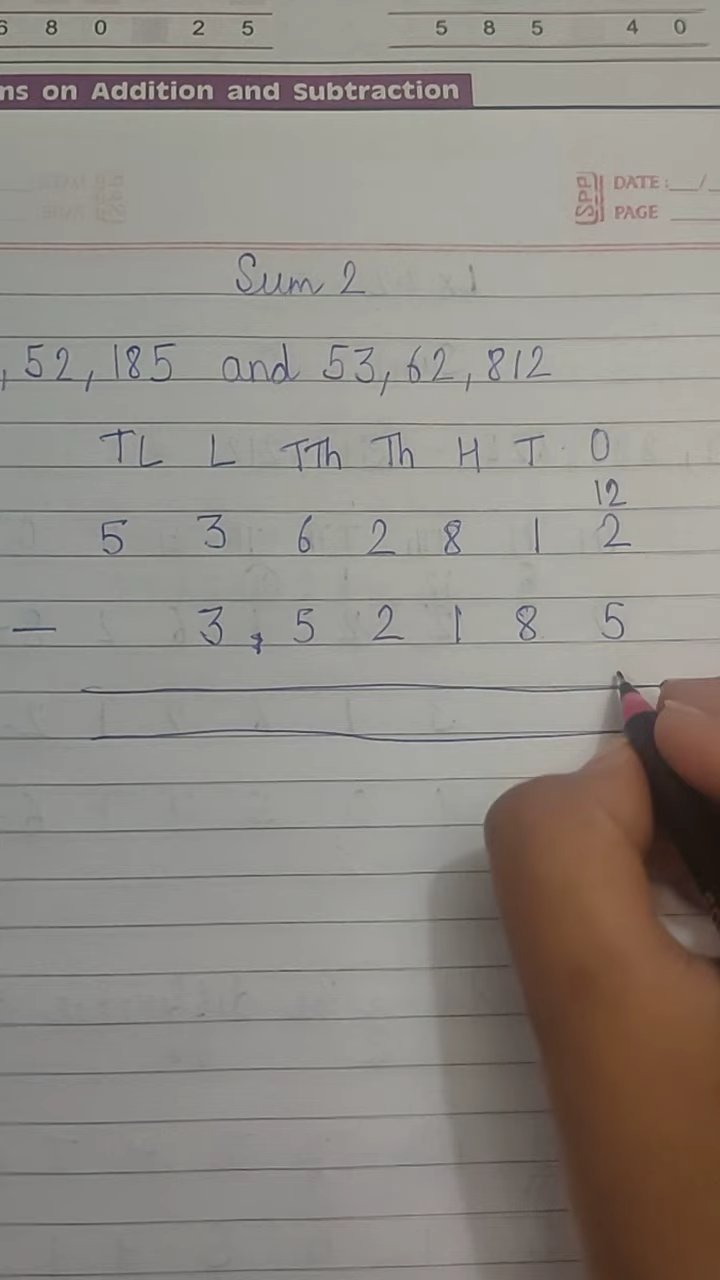 8 0 2 5 5 8 5 4 0
ns on Addition and Subtraction
SPP DATE: __/_
PAGE
Sum 2
, 52, 185 and 53, 62, 812
TL L TTh Th H T O
12
5 3 6 2 8 1 2
— 3, 5 2 1 8 5